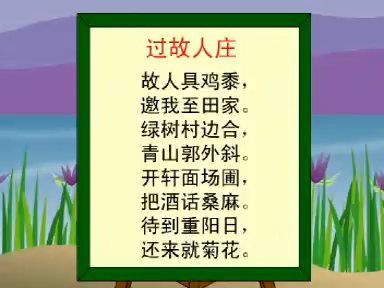 过故人庄
故人具鸡黍，
邀我至田家。
绿树村边合，
青山郭外斜。
开轩面场圃，
把酒话桑麻。
待到重阳日，
还来就菊花。